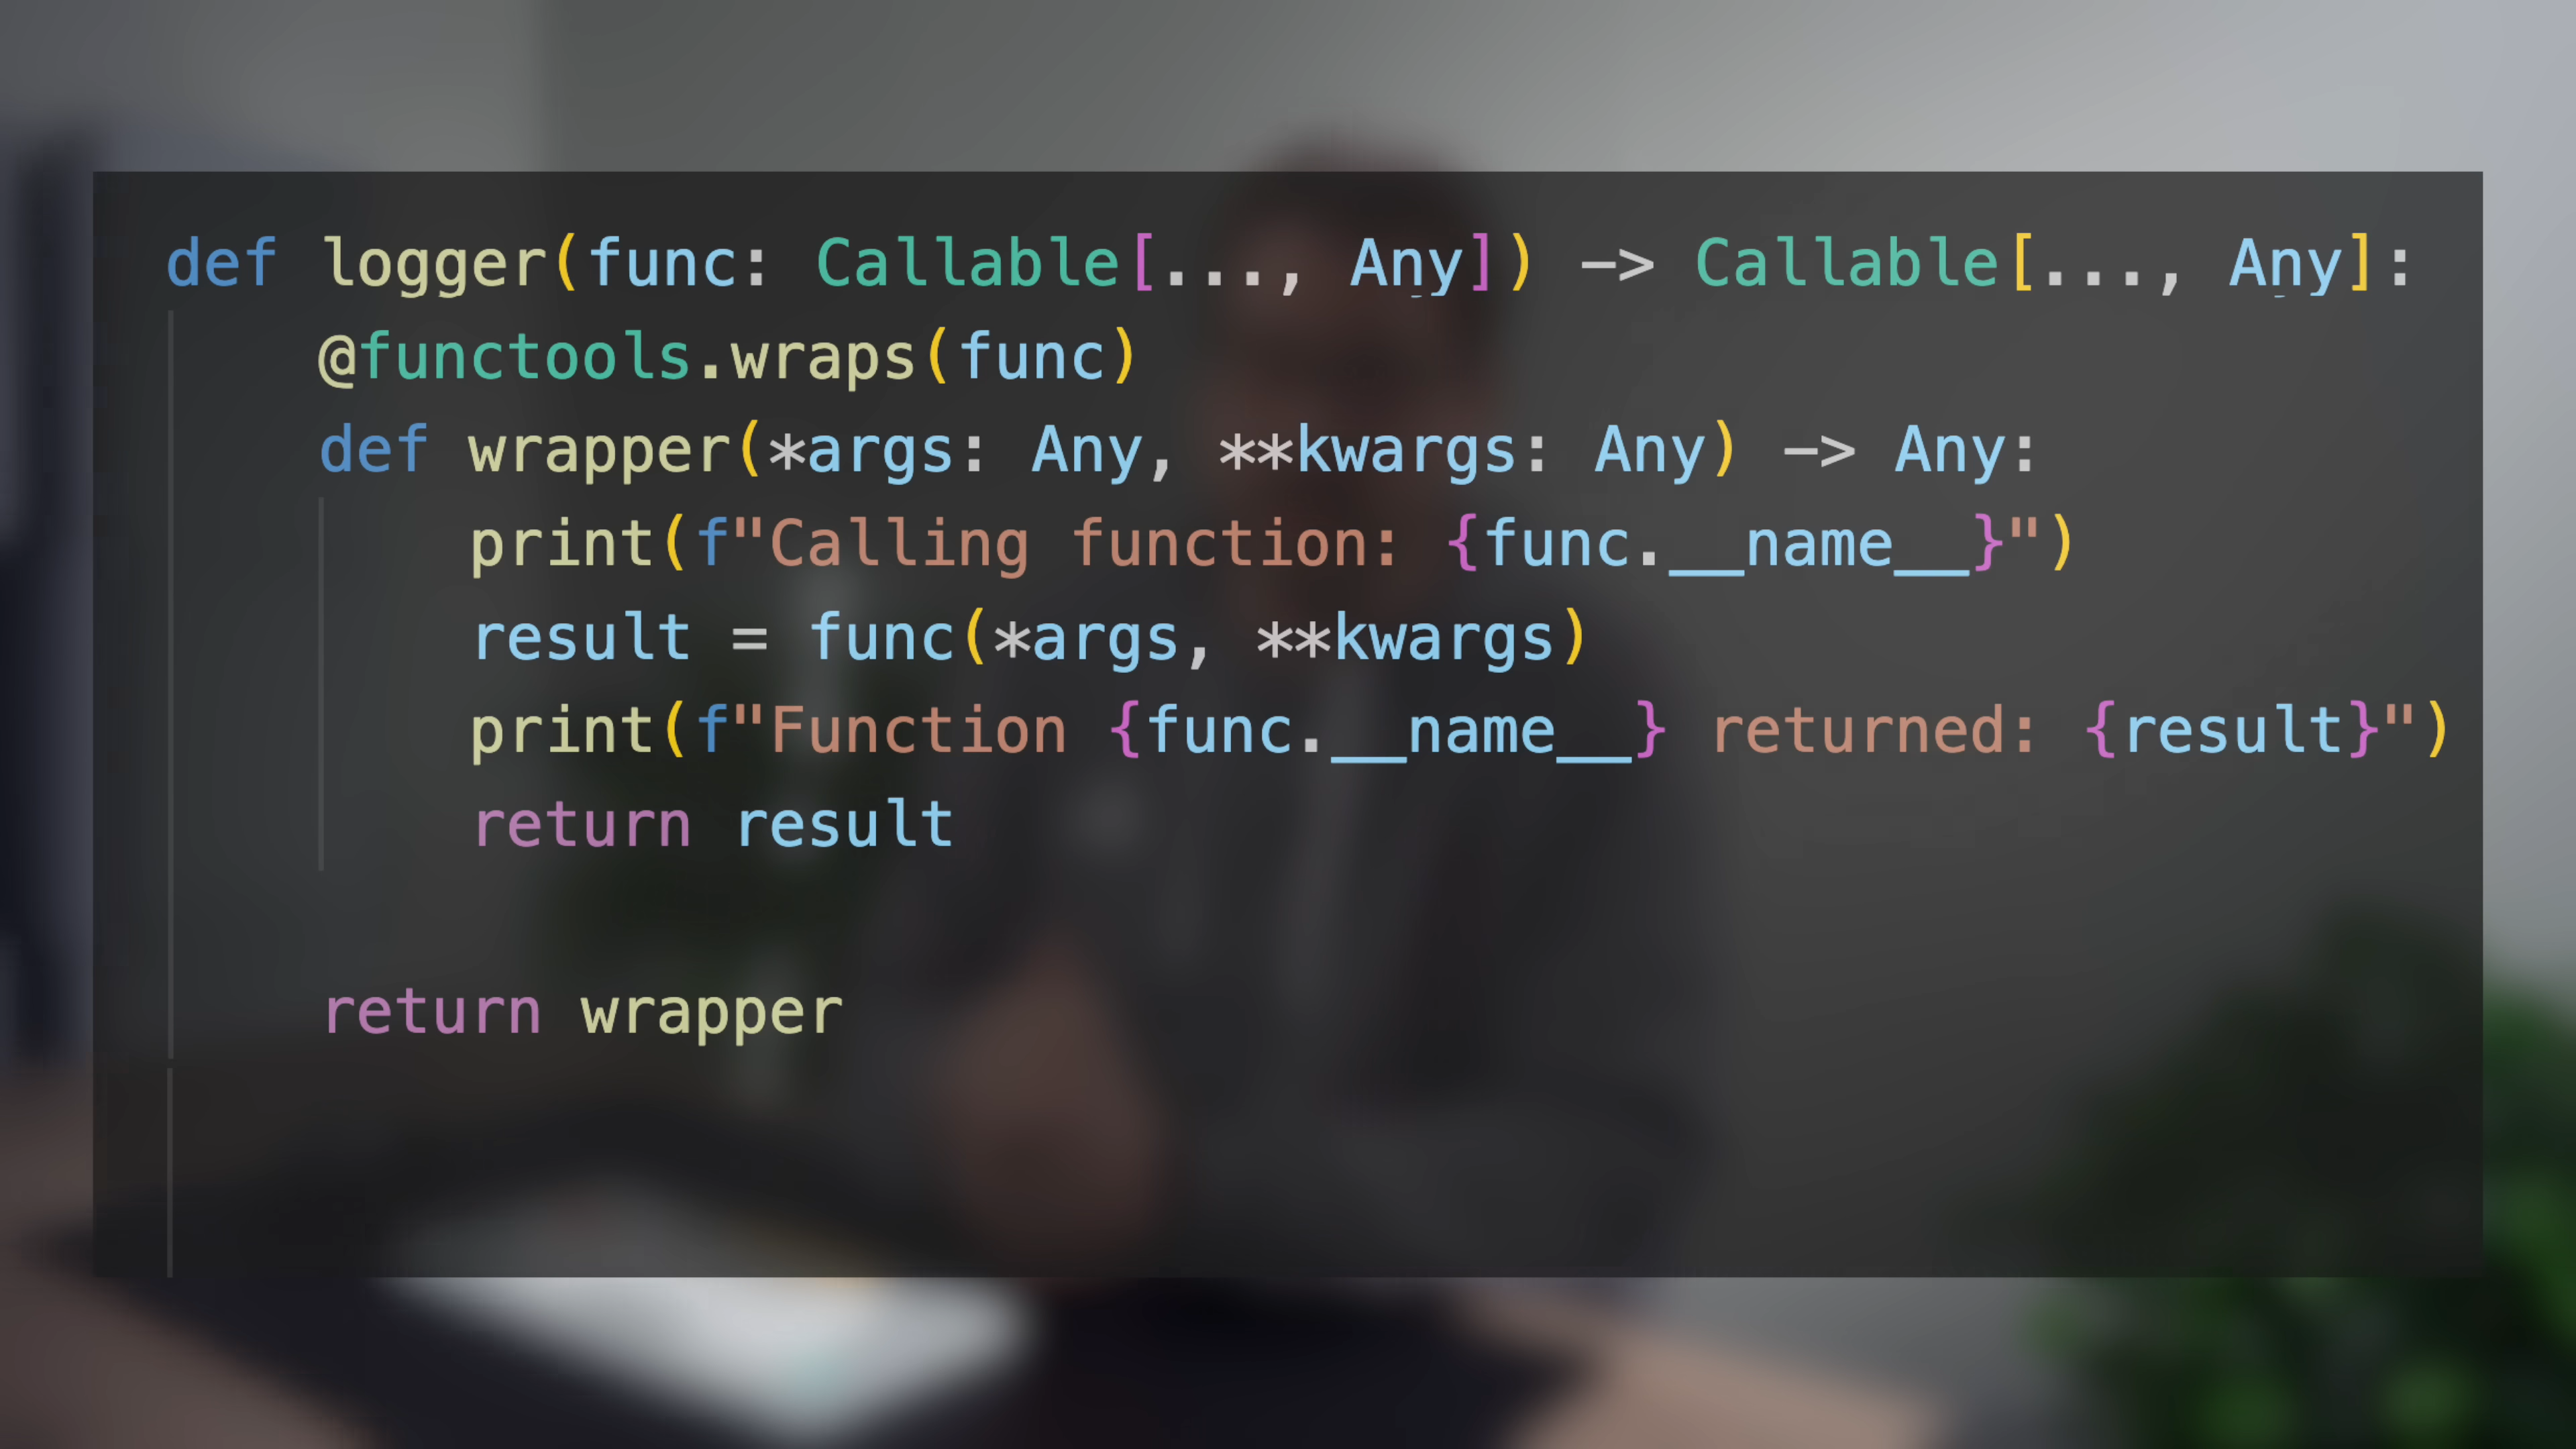 def logger(func: Callable[..., Any]) -> Callable[..., Any]:
    @functools.wraps(func)
    def wrapper(*args: Any, **kwargs: Any) -> Any:
        print(f"Calling function: {func.__name__}")
        result = func(*args, **kwargs)
        print(f"Function {func.__name__} returned: {result}")
        return result
    return wrapper